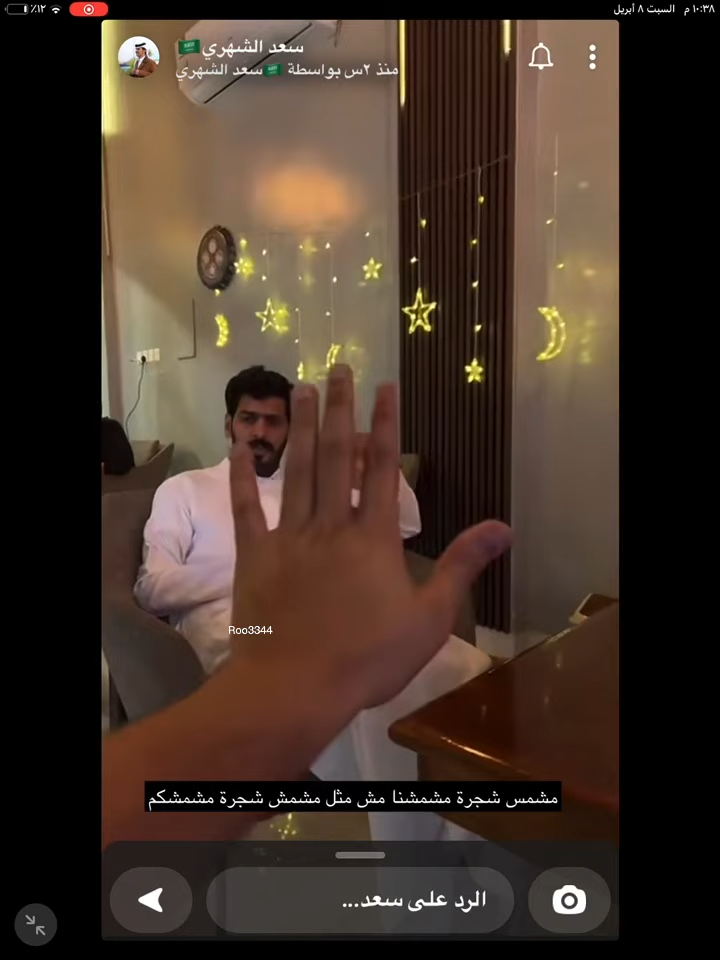 ١٠:٣٨ م السبت ٨ أبريل
٪١٢
سعد الشهري🇸🇦
منذ ٢س بواسطة 🇸🇦سعد الشهري
Roo3344
مشمس شجرة مشمشنا مش مثل مشمش شجرة مشمشكم
الرد على سعد...